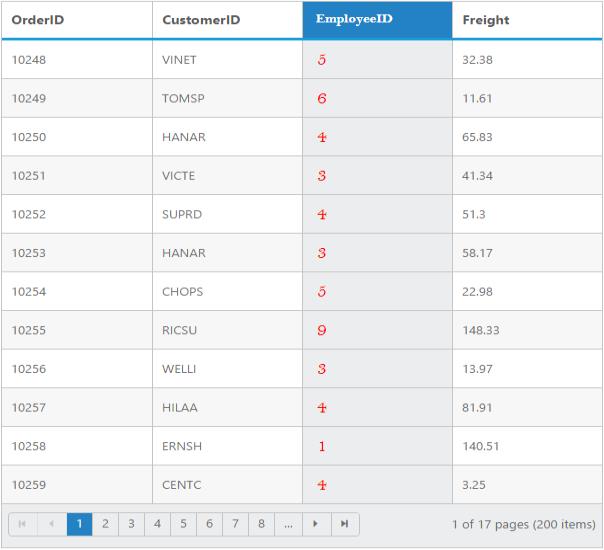 OrderID CustomerID EmployeeID Freight
10248 VINET 5 32.38
10249 TOMSP 6 11.61
10250 HANAR 4 65.83
10251 VICTE 3 41.34
10252 SUPRD 4 51.3
10253 HANAR 3 58.17
10254 CHOPS 5 22.98
10255 RICSU 9 148.33
10256 WELLI 3 13.97
10257 HILAA 4 81.91
10258 ERNSH 1 140.51
10259 CENTC 4 3.25
1 2 3 4 5 6 7 8 ... 1 of 17 pages (200 items)